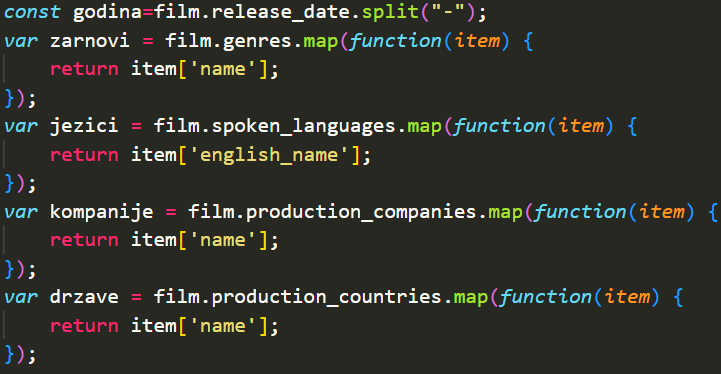 const godina=film.release_date.split("-");
var zarnovi = film.genres.map(function(item) {
    return item['name'];
});
var jezici = film.spoken_languages.map(function(item) {
    return item['english_name'];
});
var kompanije = film.production_companies.map(function(item) {
    return item['name'];
});
var drzave = film.production_countries.map(function(item) {
    return item['name'];
});